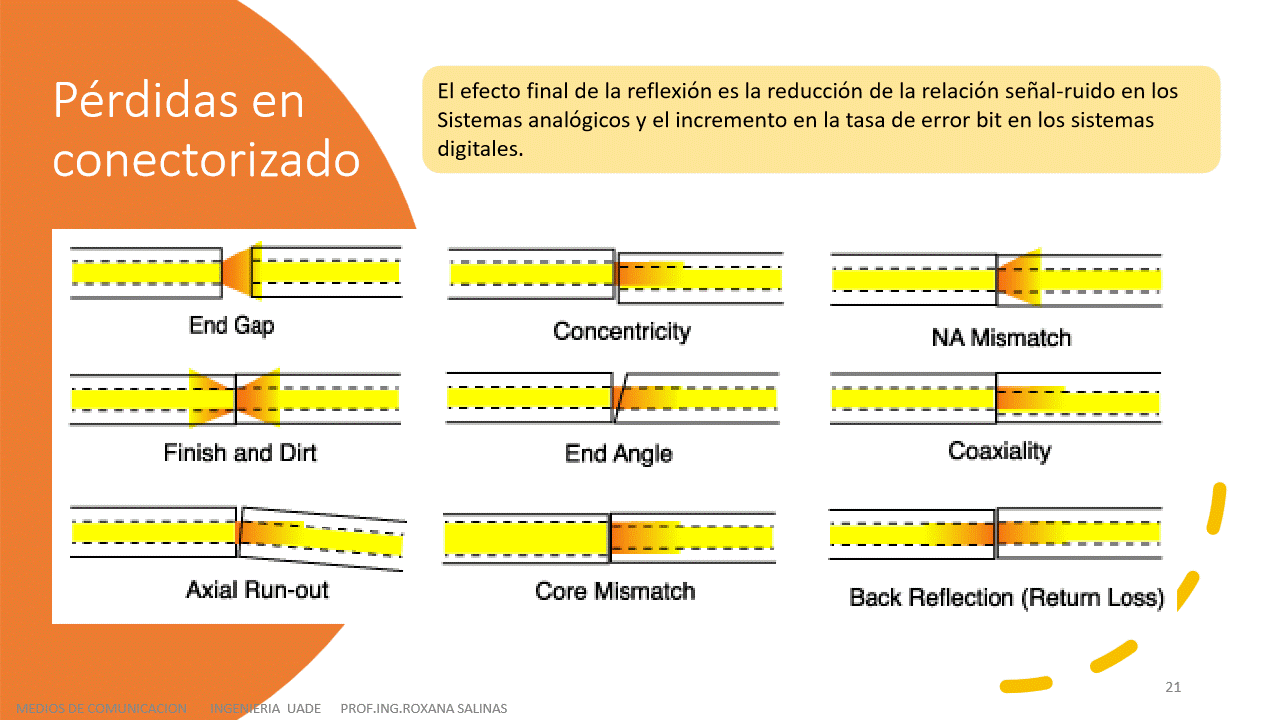 Pérdidas en
conectorizado
El efecto final de la reflexión es la reducción de la relación señal-ruido en los
Sistemas analógicos y el incremento en la tasa de error bit en los sistemas
digitales.
End Gap
Concentricity
NA Mismatch
Finish and Dirt
End Angle
Coaxiality
Axial Run-out
Core Mismatch
Back Reflection (Return Loss)
21
MEDIOS DE COMUNICACION INGENIERIA UADE PROF.ING.ROXANA SALINAS